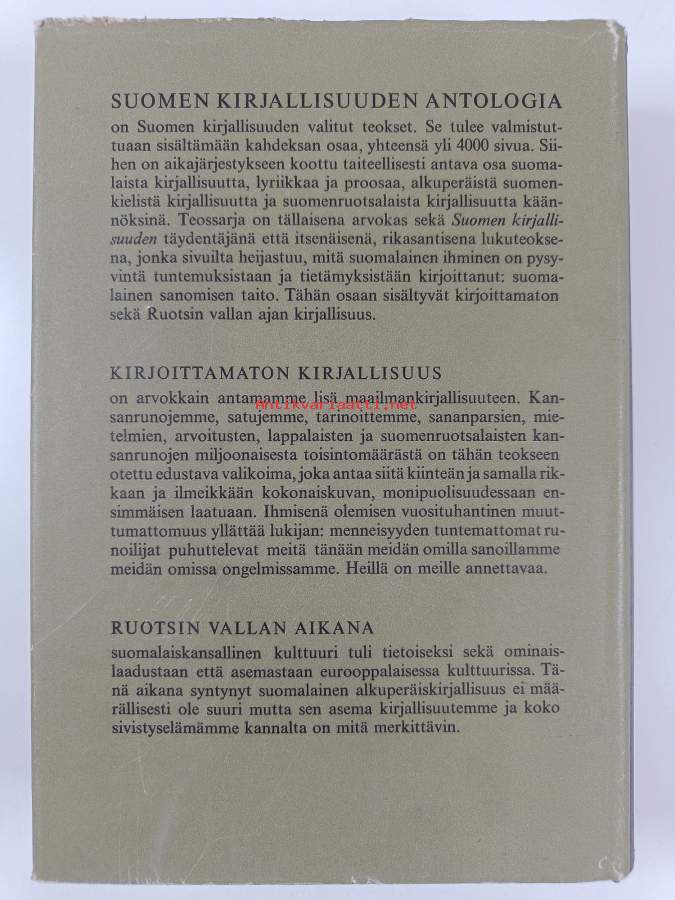 SUOMEN KIRJALLISUUDEN ANTOLOGIA
on Suomen kirjallisuuden valitut teokset. Se tulee valmistut-
tuaan sisältämään kahdeksan osaa, yhteensä yli 4000 sivua. Sii-
hen on aikajärjestykseen koottu taiteellisesti antava osa suoma-
laista kirjallisuutta, lyriikkaa ja proosaa, alkuperäistä suomen-
kielistä kirjallisuutta ja suomenruotsalaista kirjallisuutta kään-
nöksinä. Teossarja on tällaisena arvokas sekä Suomen kirjalli-
suuden täydentäjänä että itsenäisenä, rikasantisena lukuteokse-
na, jonka sivuilta heijastuu, mitä suomalainen ihminen on pysy-
vintä tuntemuksistaan ja tietämyksistään kirjoittanut: suoma-
lainen sanomisen taito. Tähän osaan sisältyvät kirjoittamaton
sekä Ruotsin vallan ajan kirjallisus.
KIRJOITTAMATON KIRJALLISUUS
on arvokkain antamamme lisä maailmankirjallisuuteen. Kan-
Antikvariaatti.net
sanrunojemme, satujemme, tarinoittemme, sananparsien, mie-
telmien, arvoitusten, lappalaisten ja suomenruotsalaisten kan-
sanrunojen miljoonaisesta toisintomäärästä on tähän teokseen
otettu edustava valikoima, joka antaa siitä kiinteän ja samalla rik-
kaan ja ilmeikkään kokonaiskuvan, monipuolisuudessaan en-
simmäisen laatuaan. Ihmisenä olemisen vuosituhantinen muut-
tumattomuus yllättää lukijan: menneisyyden tuntemattomat ru-
noilijat puhuttelevat meitä tänään meidän omilla sanoillamme
meidän omissa ongelmissamme. Heillä on meille annettavaa.
RUOTSIN VALLAN AIKANA
suomalaiskansallinen kulttuuri tuli tietoiseksi sekä ominais-
laadustaan että asemastaan eurooppalaisessa kulttuurissa. Tä-
nä aikana syntynyt suomalainen alkuperäiskirjallisuus ei mää-
rällisesti ole suuri mutta sen asema kirjallisuutemme ja koko
sivistyselämämme kannalta on mitä merkittävin.